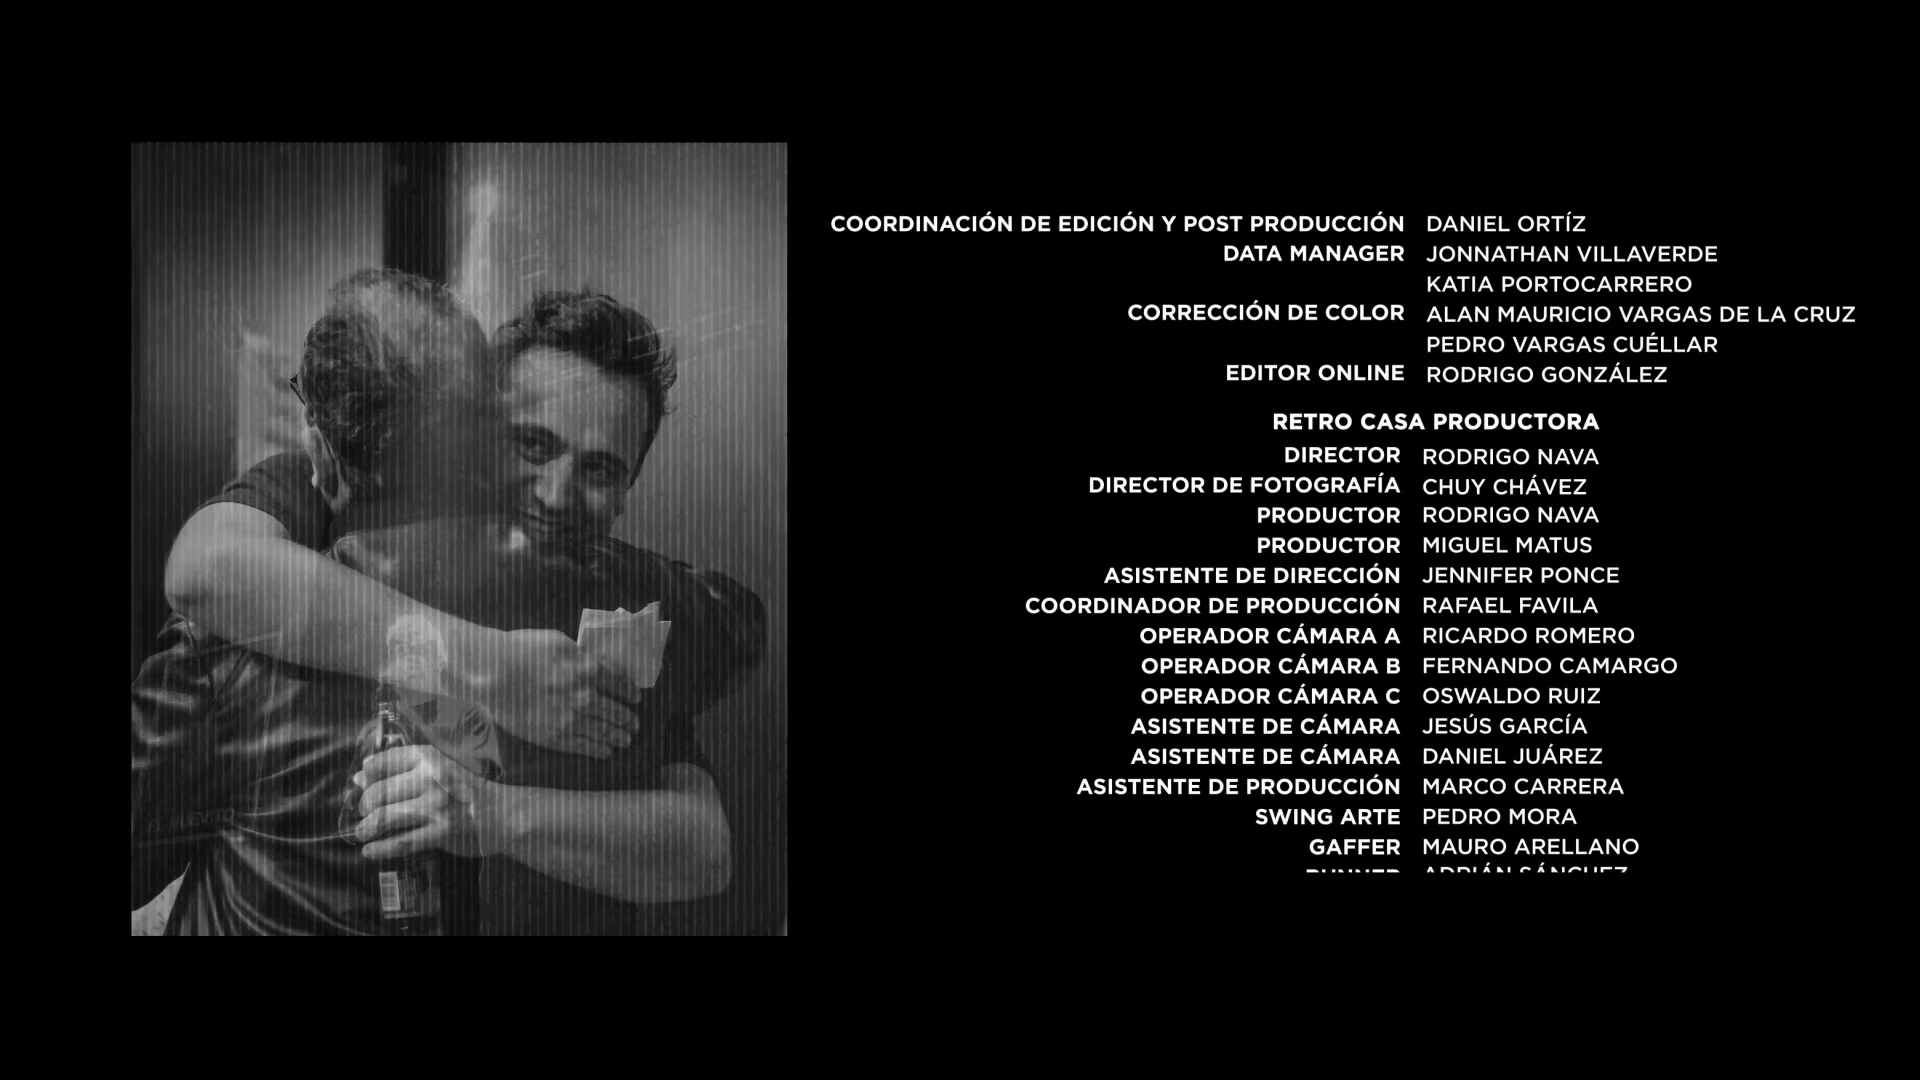 COORDINACIÓN DE EDICIÓN Y POST PRODUCCIÓN DANIEL ORTÍZ
DATA MANAGER JONNATHAN VILLAVERDE
KATIA PORTOCARRERO
CORRECCIÓN DE COLOR ALAN MAURICIO VARGAS DE LA CRUZ
PEDRO VARGAS CUÉLLAR
EDITOR ONLINE RODRIGO GONZÁLEZ
RETRO CASA PRODUCTORA
DIRECTOR RODRIGO NAVA
DIRECTOR DE FOTOGRAFÍA CHUY CHÁVEZ
PRODUCTOR RODRIGO NAVA
PRODUCTOR MIGUEL MATUS
ASISTENTE DE DIRECCIÓN JENNIFER PONCE
COORDINADOR DE PRODUCCIÓN RAFAEL FAVILA
OPERADOR CÁMARA A RICARDO ROMERO
OPERADOR CÁMARA B FERNANDO CAMARGO
OPERADOR CÁMARA C OSWALDO RUIZ
ASISTENTE DE CÁMARA JESÚS GARCÍA
ASISTENTE DE CÁMARA DANIEL JUÁREZ
ASISTENTE DE PRODUCCIÓN MARCO CARRERA
SWING ARTE PEDRO MORA
GAFFER MAURO ARELLANO
RUNNER ADRIÁN SÁNCHEZ